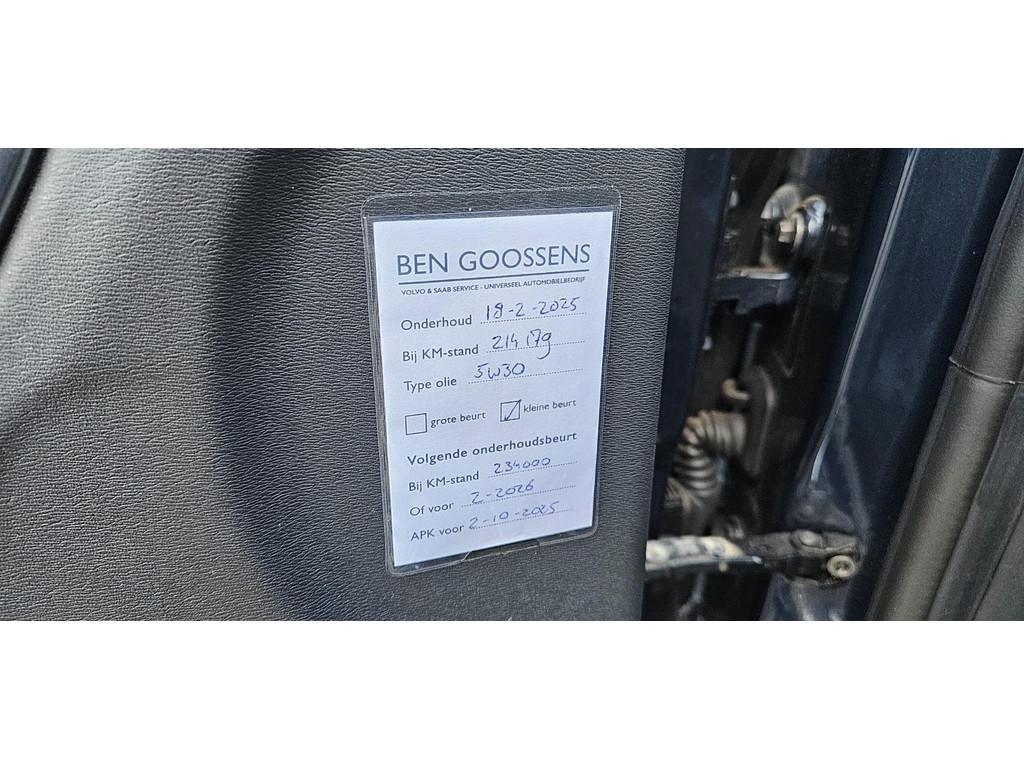 BEN GOOSSENS
VOLVO & SAAB SERVICE - UNIVERSEEL AUTOMOBIELBEDRIJF
Onderhoud 18-2-2025
Bij KM-stand 214179
Type olie 5W30
grote beurt kleine beurt
Volgende onderhoudsbeurt
Bij KM-stand 234000
Of voor 2-2026
APK voor 2-10-2025